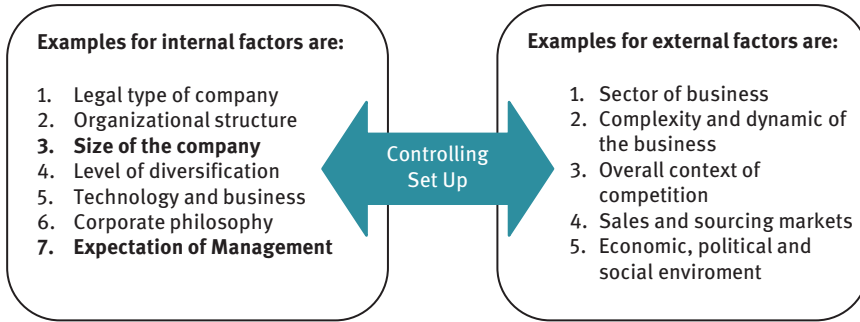 Examples for internal factors are:
1. Legal type of company
2. Organizational structure
3. Size of the company
4. Level of diversification
5. Technology and business
6. Corporate philosophy
7. Expectation of Management
Controlling
Set Up
Examples for external factors are:
1. Sector of business
2. Complexity and dynamic of
the business
3. Overall context of
competition
4. Sales and sourcing markets
5. Economic, political and
social enviroment